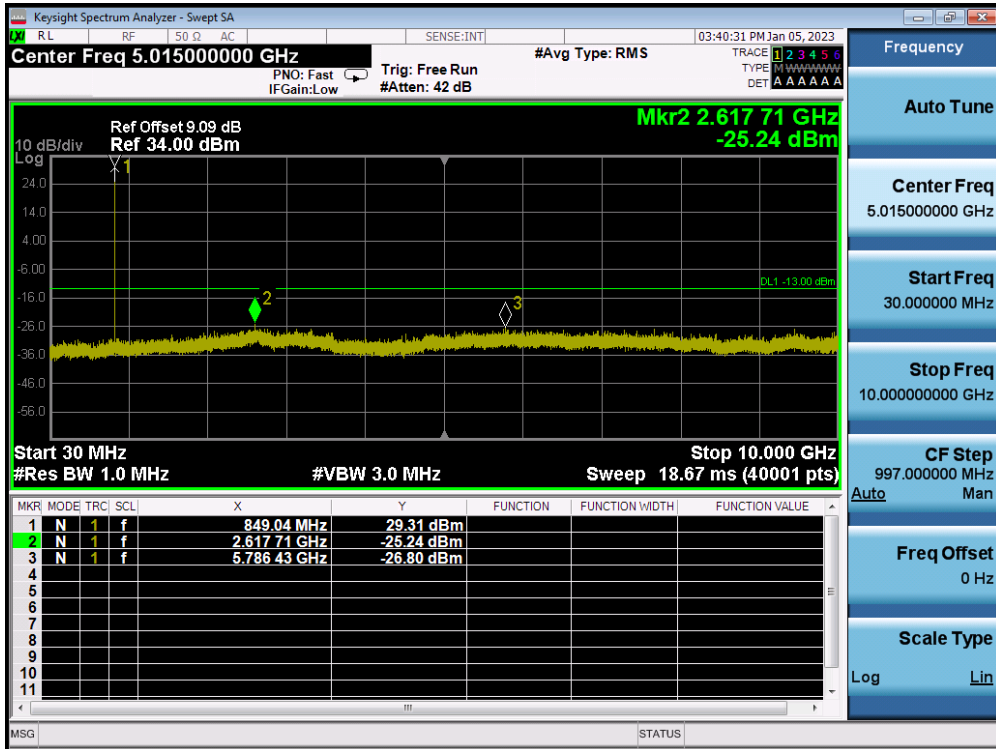 Keysight Spectrum Analyzer - Swept SA
LXI RL RF 50 Ω AC SENSE:INT 03:40:31 PM Jan 05, 2023
Center Freq 5.015000000 GHz
#Avg Type: RMS
TRACE 1 2 3 4 5 6
TYPE M WWWWW
DET A A A A A A
PNO: Fast
IFGain:Low
Trig: Free Run
#Atten: 42 dB
Mkr2 2.617 71 GHz
-25.24 dBm
Ref Offset 9.09 dB
Ref 34.00 dBm
10 dB/div
Log
1
24.0
14.0
4.00
-6.00
DL1 -13.00 dBm
-16.0
2
3
-26.0
-36.0
-46.0
-56.0
Start 30 MHz
Stop 10.000 GHz
#Res BW 1.0 MHz
#VBW 3.0 MHz
Sweep 18.67 ms (40001 pts)
MKR MODE TRC SCL X Y FUNCTION FUNCTION WIDTH FUNCTION VALUE
1 N 1 f 849.04 MHz 29.31 dBm
2 N 1 f 2.617 71 GHz -25.24 dBm
3 N 1 f 5.786 43 GHz -26.80 dBm
4
5
6
7
8
9
10
11
MSG
STATUS
Frequency
Auto Tune
Center Freq
5.015000000 GHz
Start Freq
30.000000 MHz
Stop Freq
10.000000000 GHz
CF Step
997.000000 MHz
Auto Man
Freq Offset
0 Hz
Scale Type
Log Lin